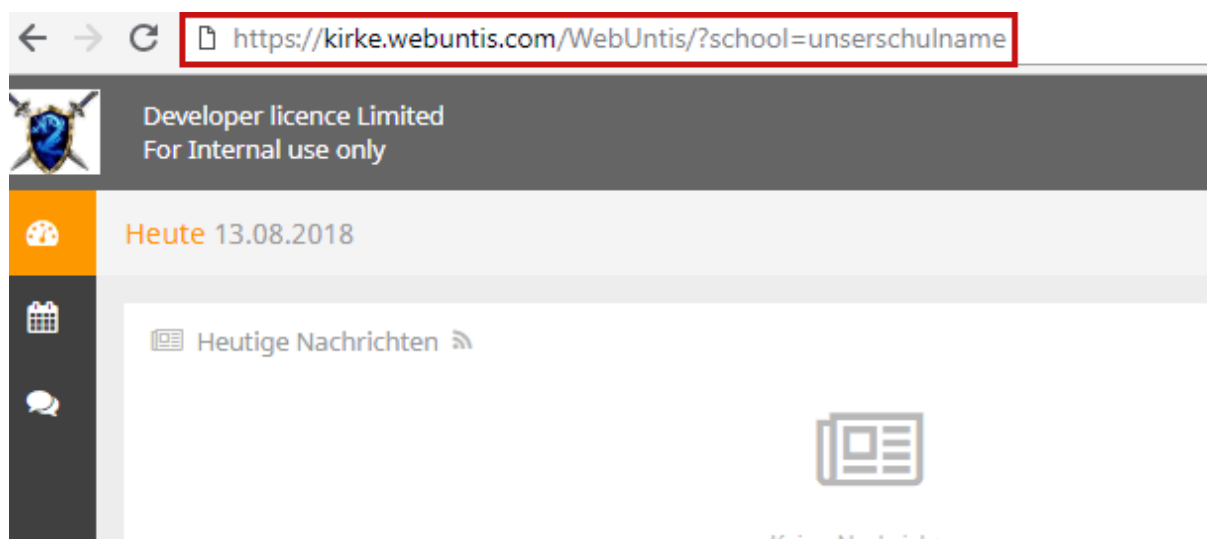 https://kirke.webuntis.com/WebUntis/?school=unserschulname
Developer licence Limited
For Internal use only
Heute 13.08.2018
Heutige Nachrichten